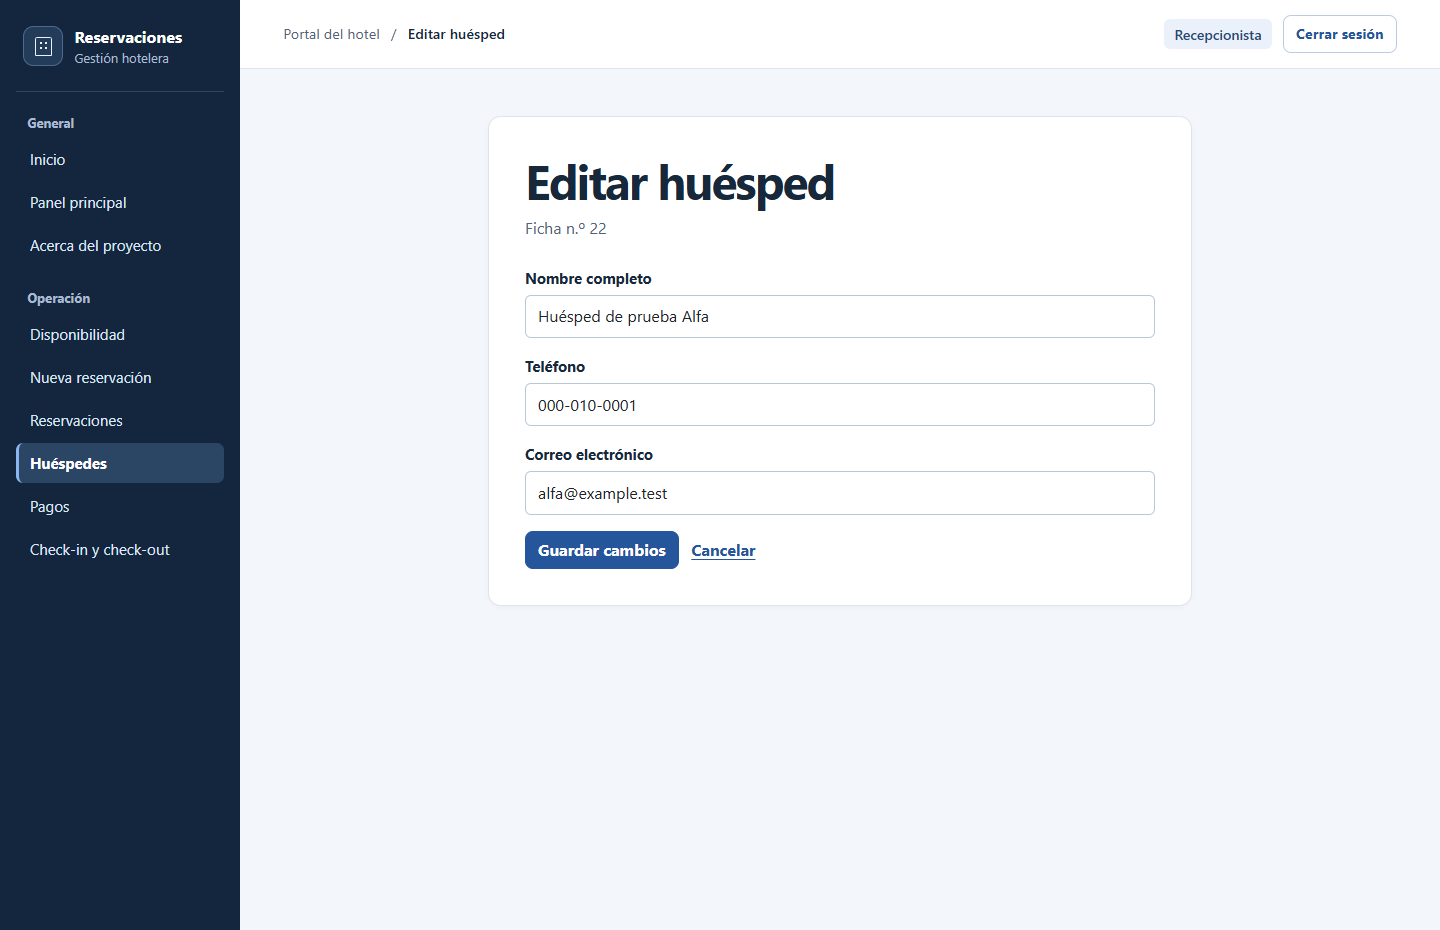 Reservaciones
Gestión hotelera
General
Inicio
Panel principal
Acerca del proyecto
Operación
Disponibilidad
Nueva reservación
Reservaciones
Huéspedes
Pagos
Check-in y check-out
Portal del hotel / Editar huésped
Recepcionista
Cerrar sesión
Editar huésped
Ficha n.º 22
Nombre completo
Huésped de prueba Alfa
Teléfono
000-010-0001
Correo electrónico
alfa@example.test
Guardar cambios
Cancelar